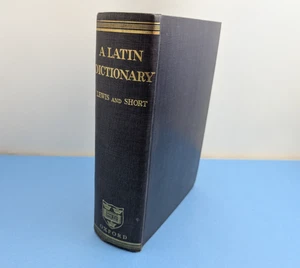 A LATIN
DICTIONARY
LEWIS AND SHORT
OXFORD